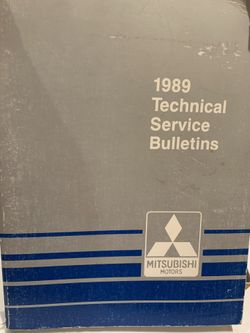 1989
Technical
Service
Bulletins
MITSUBISHI
MOTORS